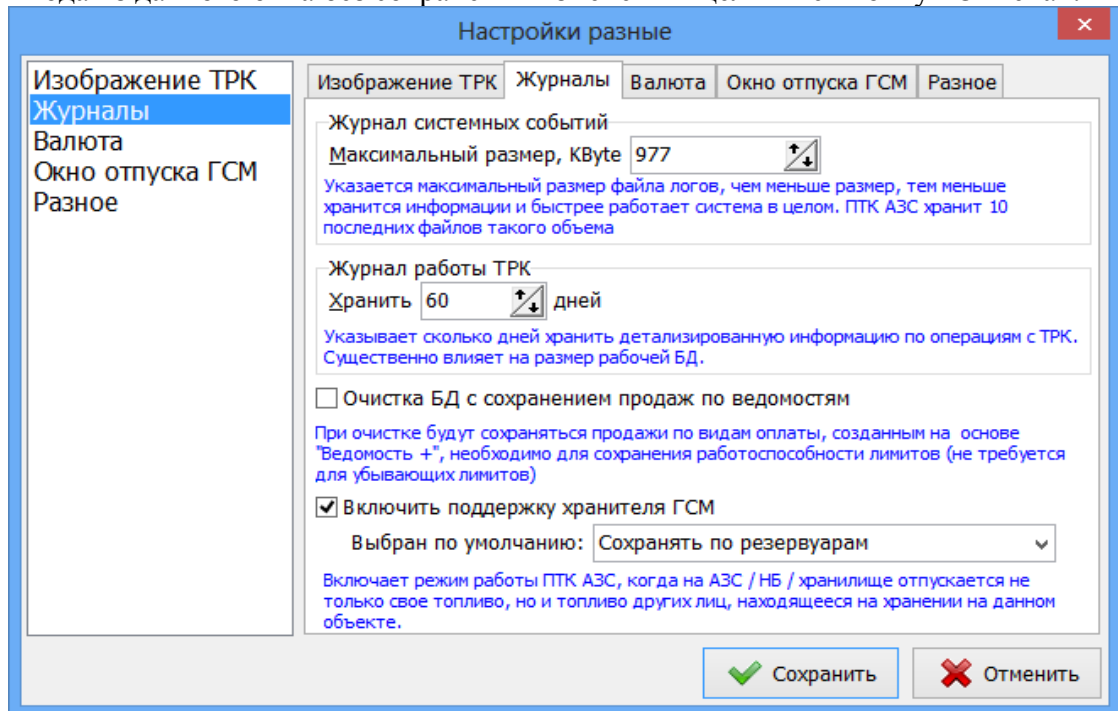 Настройки разные
Изображение ТРК
Журналы
Валюта
Окно отпуска ГСМ
Разное
Изображение ТРК Журналы Валюта Окно отпуска ГСМ Разное
Журнал системных событий
Максимальный размер, KByte 977
Указается максимальный размер файла логов, чем меньше размер, тем меньше
хранится информации и быстрее работает система в целом. ПТК АЗС хранит 10
последних файлов такого объема
Журнал работы ТРК
Хранить 60 дней
Указывает сколько дней хранить детализированную информацию по операциям с ТРК.
Существенно влияет на размер рабочей БД.
Очистка БД с сохранением продаж по ведомостям
При очистке будут сохраняться продажи по видам оплаты, созданным на основе
"Ведомость +", необходимо для сохранения работоспособности лимитов (не требуется
для убывающих лимитов)
Включить поддержку хранителя ГСМ
Выбран по умолчанию: Сохранять по резервуарам
Включает режим работы ПТК АЗС, когда на АЗС / НБ / хранилище отпускается не
только свое топливо, но и топливо других лиц, находящееся на хранении на данном
объекте.
Сохранить Отменить